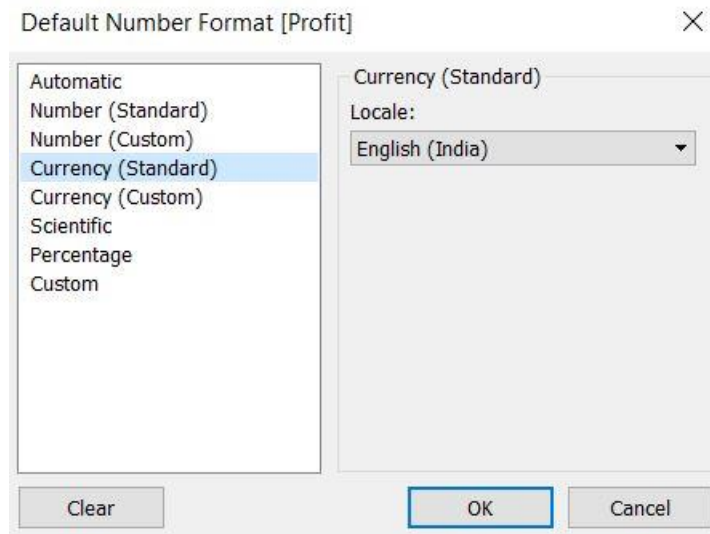 Default Number Format [Profit]
Automatic
Number (Standard)
Number (Custom)
Currency (Standard)
Currency (Custom)
Scientific
Percentage
Custom
Currency (Standard)
Locale:
English (India)
Clear
OK
Cancel